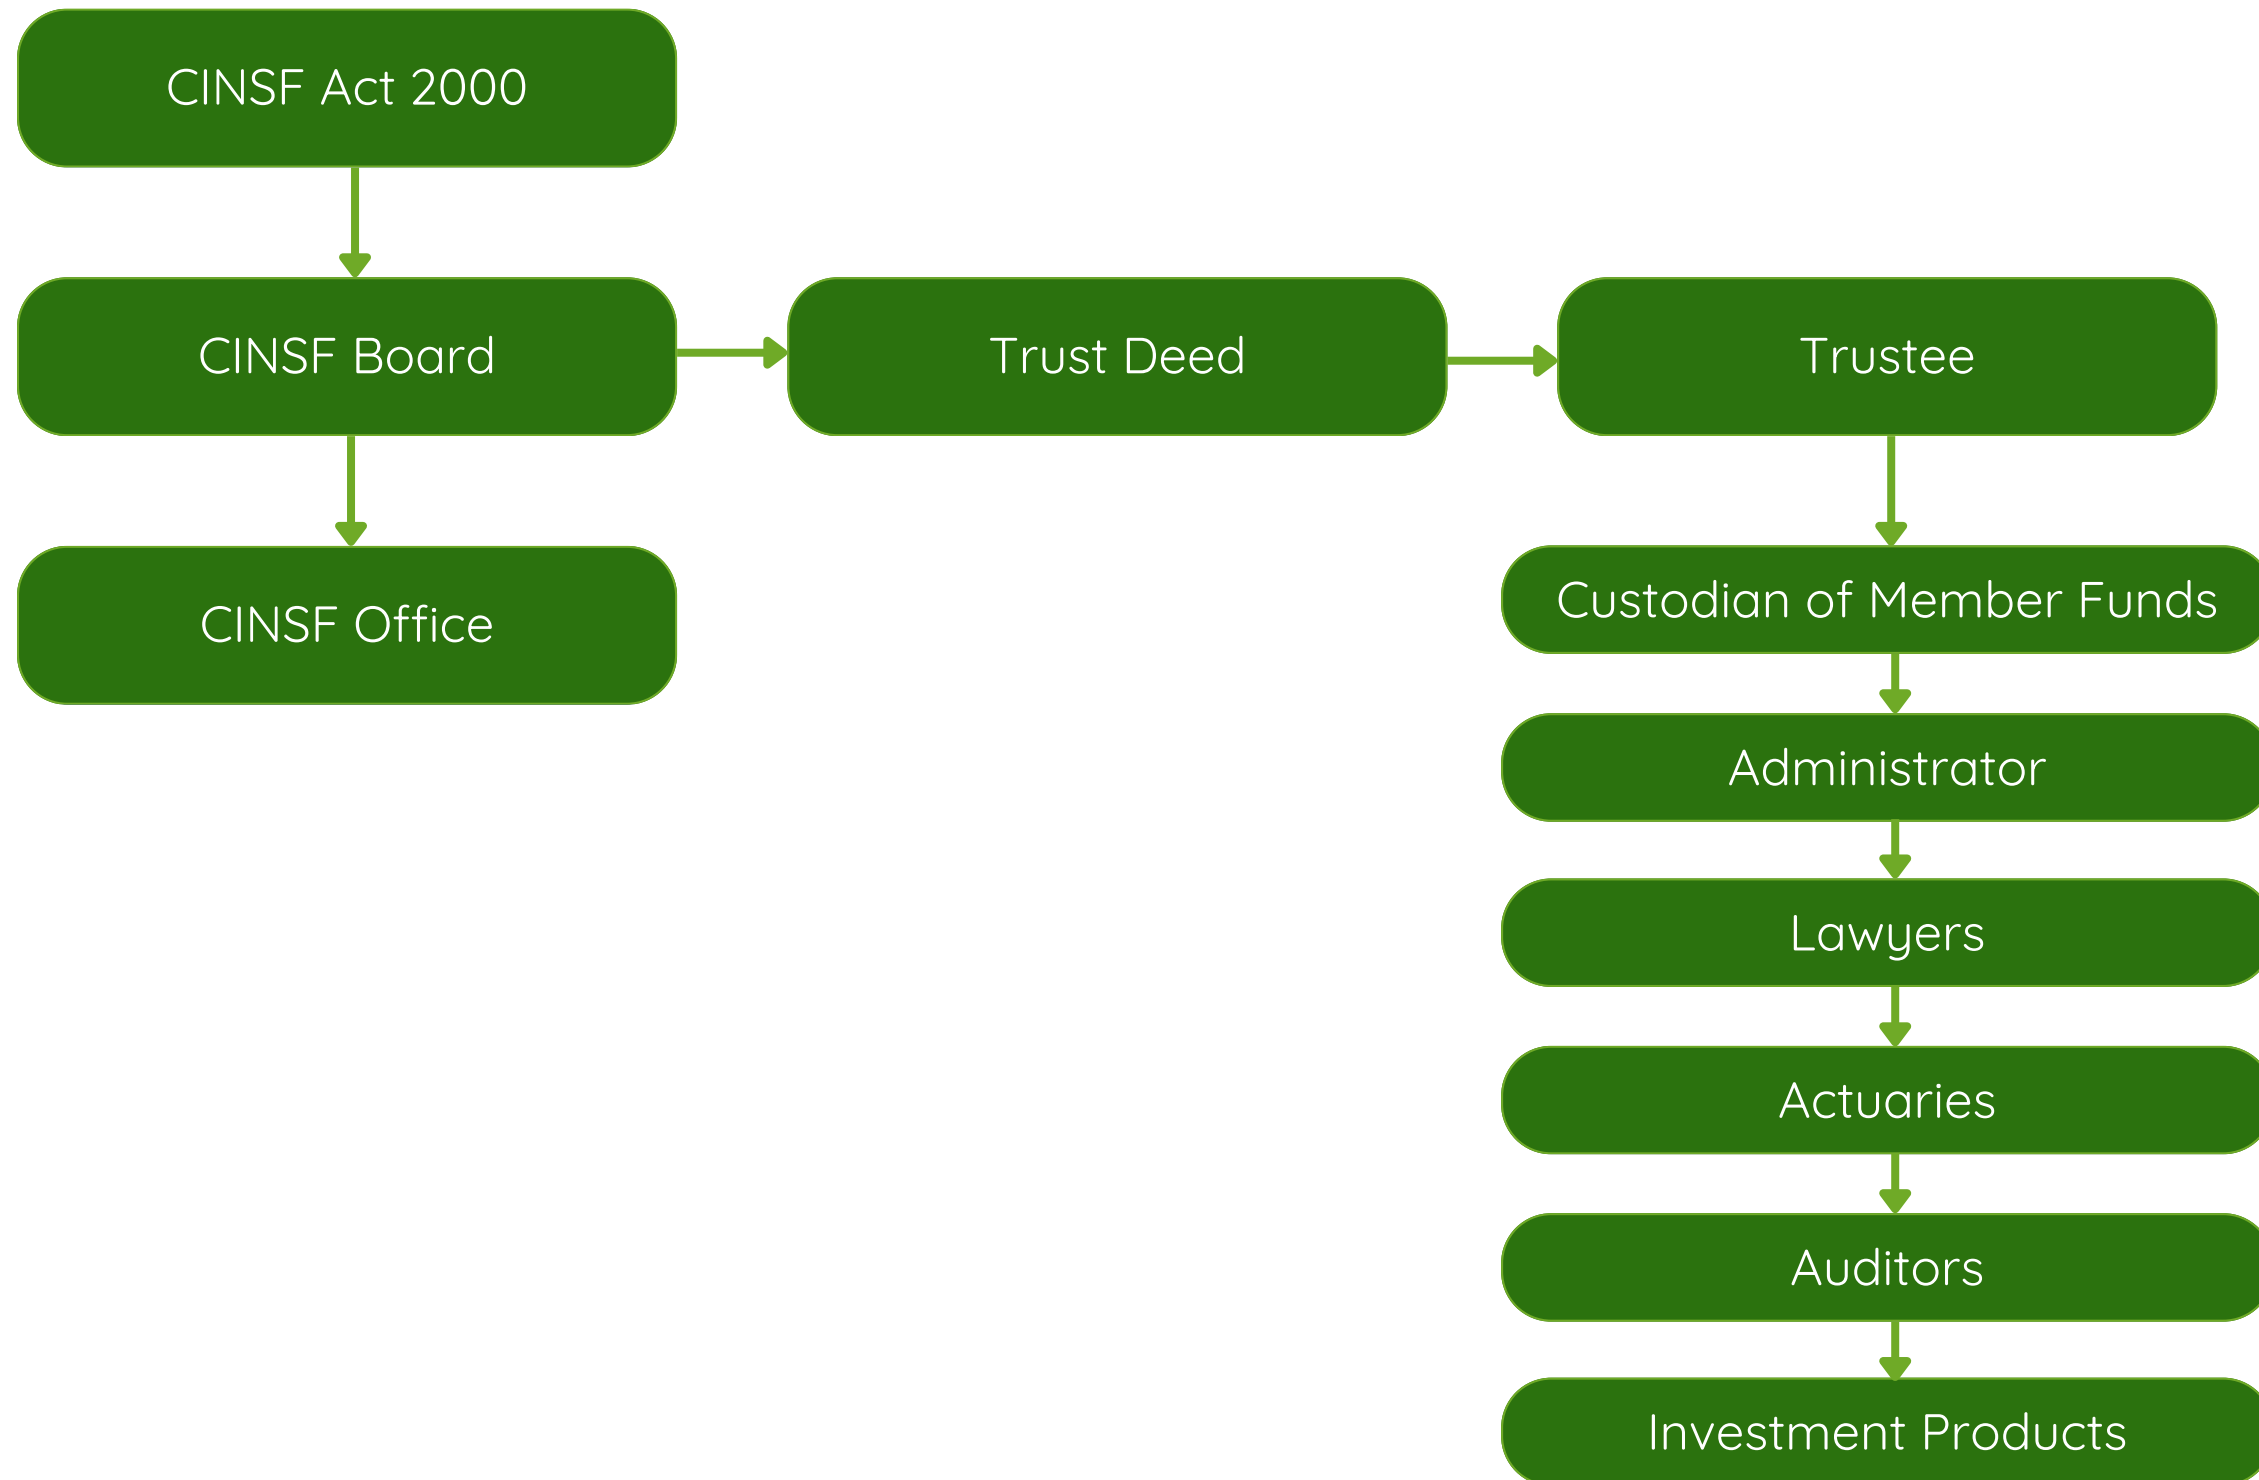 CINSF Act 2000
CINSF Board
Trust Deed
Trustee
CINSF Office
Custodian of Member Funds
Administrator
Lawyers
Actuaries
Auditors
Investment Products